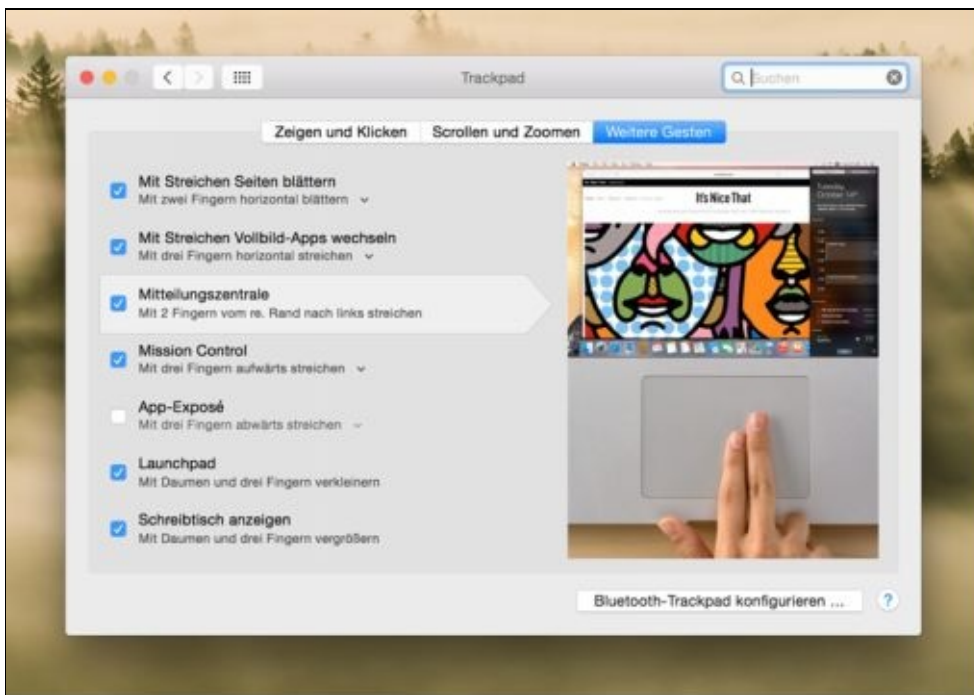 Trackpad
Suchen
Zeigen und Klicken
Scrollen und Zoomen
Weitere Gesten
Mit Streichen Seiten blättern
Mit zwei Fingern horizontal blättern
Mit Streichen Vollbild-Apps wechseln
Mit drei Fingern horizontal streichen
Mitteilungszentrale
Mit 2 Fingern vom re. Rand nach links streichen
Mission Control
Mit drei Fingern aufwärts streichen
App-Exposé
Mit drei Fingern abwärts streichen
Launchpad
Mit Daumen und drei Fingern verkleinern
Schreibtisch anzeigen
Mit Daumen und drei Fingern vergrößern
It's Nice That
Tuesday,
October 14th
Bluetooth-Trackpad konfigurieren ...
?